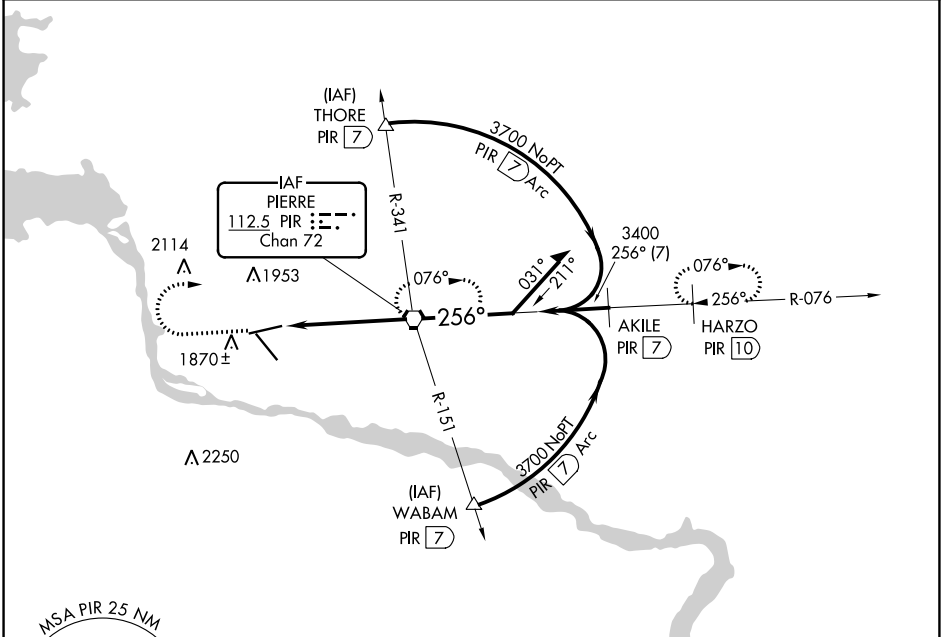 (IAF)
THORE
PIR 7
3700 NoPT
PIR 7 Arc
IAF
PIERRE
112.5 PIR
Chan 72
R-341
2114
1953
076°
031°
211°
3400
256° (7)
076°
256°
256°
R-076
AKILE
PIR 7
HARZO
PIR 10
1870±
R-151
2250
3700 NoPT
PIR 7 Arc
(IAF)
WABAM
PIR 7
MSA PIR 25 NM